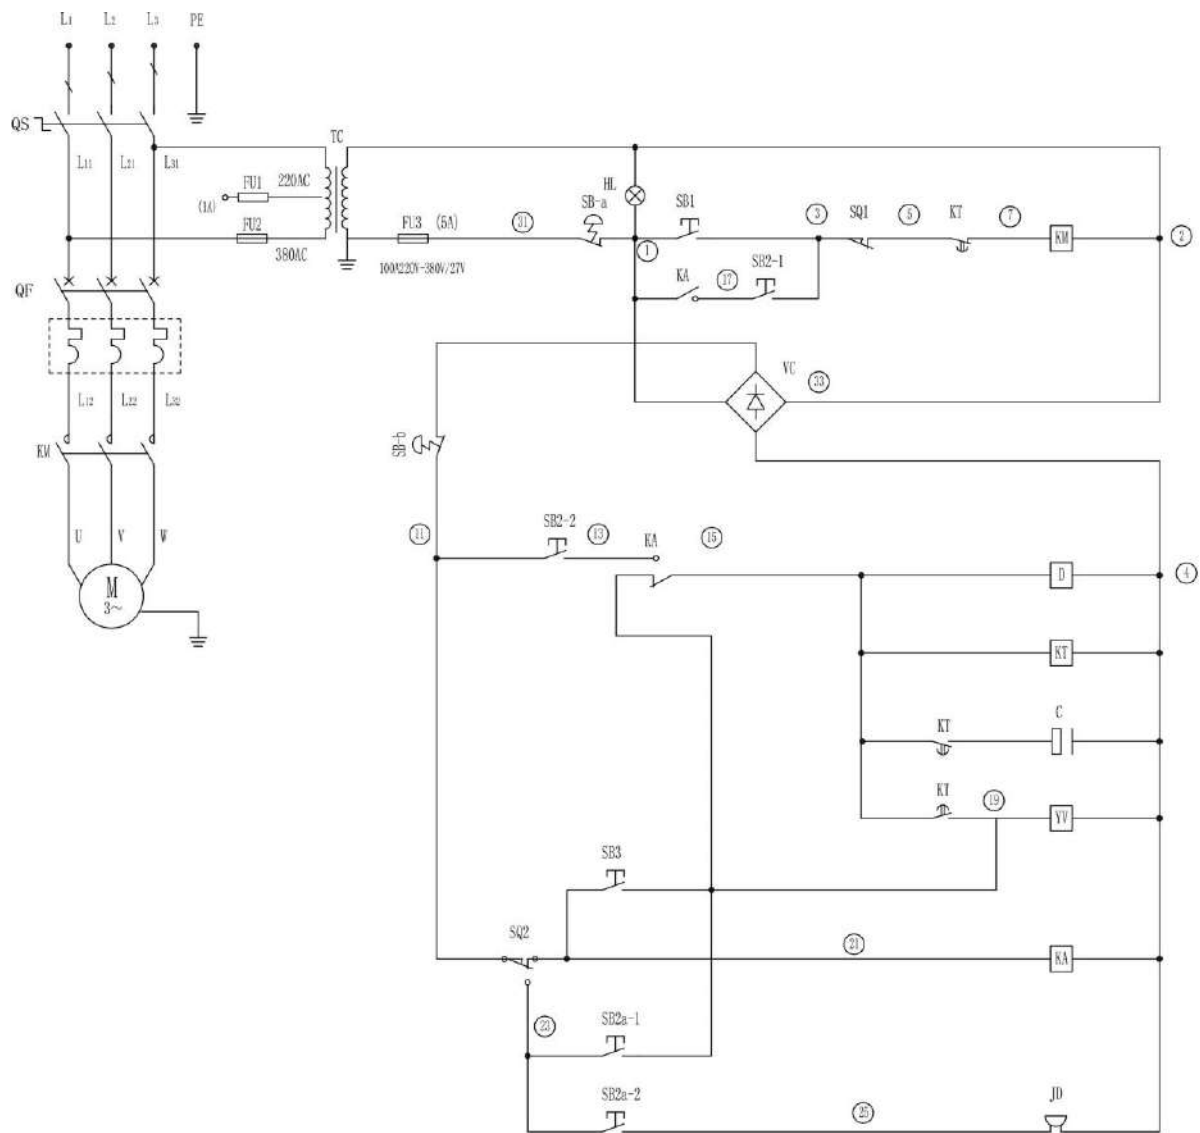 L1 L2 L3 PE
QS
TC
L11 L21 L31
FU1 220AC
(1A)
FU2
380AC
FU3 (5A)
100A220V-380V/27V
31
HL
SB-a
1
SB1
3
SQ1
5
KT
7
KM
2
KA
17
SB2-1
QF
VC
33
L12 L22 L32
KM
SB-b
U V W
M
3~
11
SB2-2
13
KA
15
D
4
KT
KT
C
KT
19
YV
SB3
SQ2
21
KA
23
SB2a-1
SB2a-2
25
JD